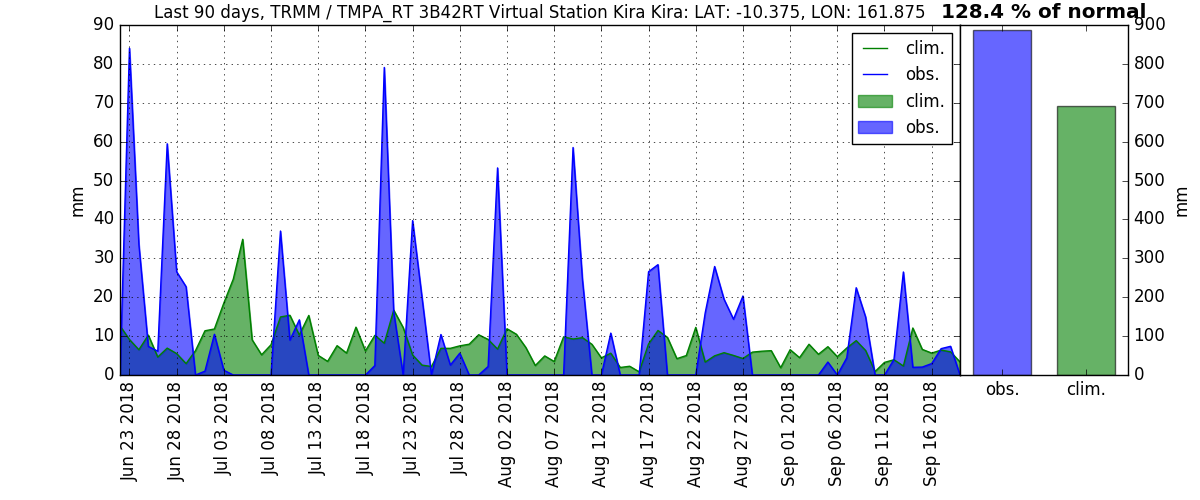 Last 90 days, TRMM / TMPA_RT 3B42RT Virtual Station Kira Kira: LAT: -10.375, LON: 161.875 128.4 % of normal
90
80
70
60
50
40
30
20
10
0
mm
clim.
obs.
clim.
obs.
900
800
700
600
500
400
300
200
100
0
mm
Jun 23 2018
Jun 28 2018
Jul 03 2018
Jul 08 2018
Jul 13 2018
Jul 18 2018
Jul 23 2018
Jul 28 2018
Aug 02 2018
Aug 07 2018
Aug 12 2018
Aug 17 2018
Aug 22 2018
Aug 27 2018
Sep 01 2018
Sep 06 2018
Sep 11 2018
Sep 16 2018
obs. clim.